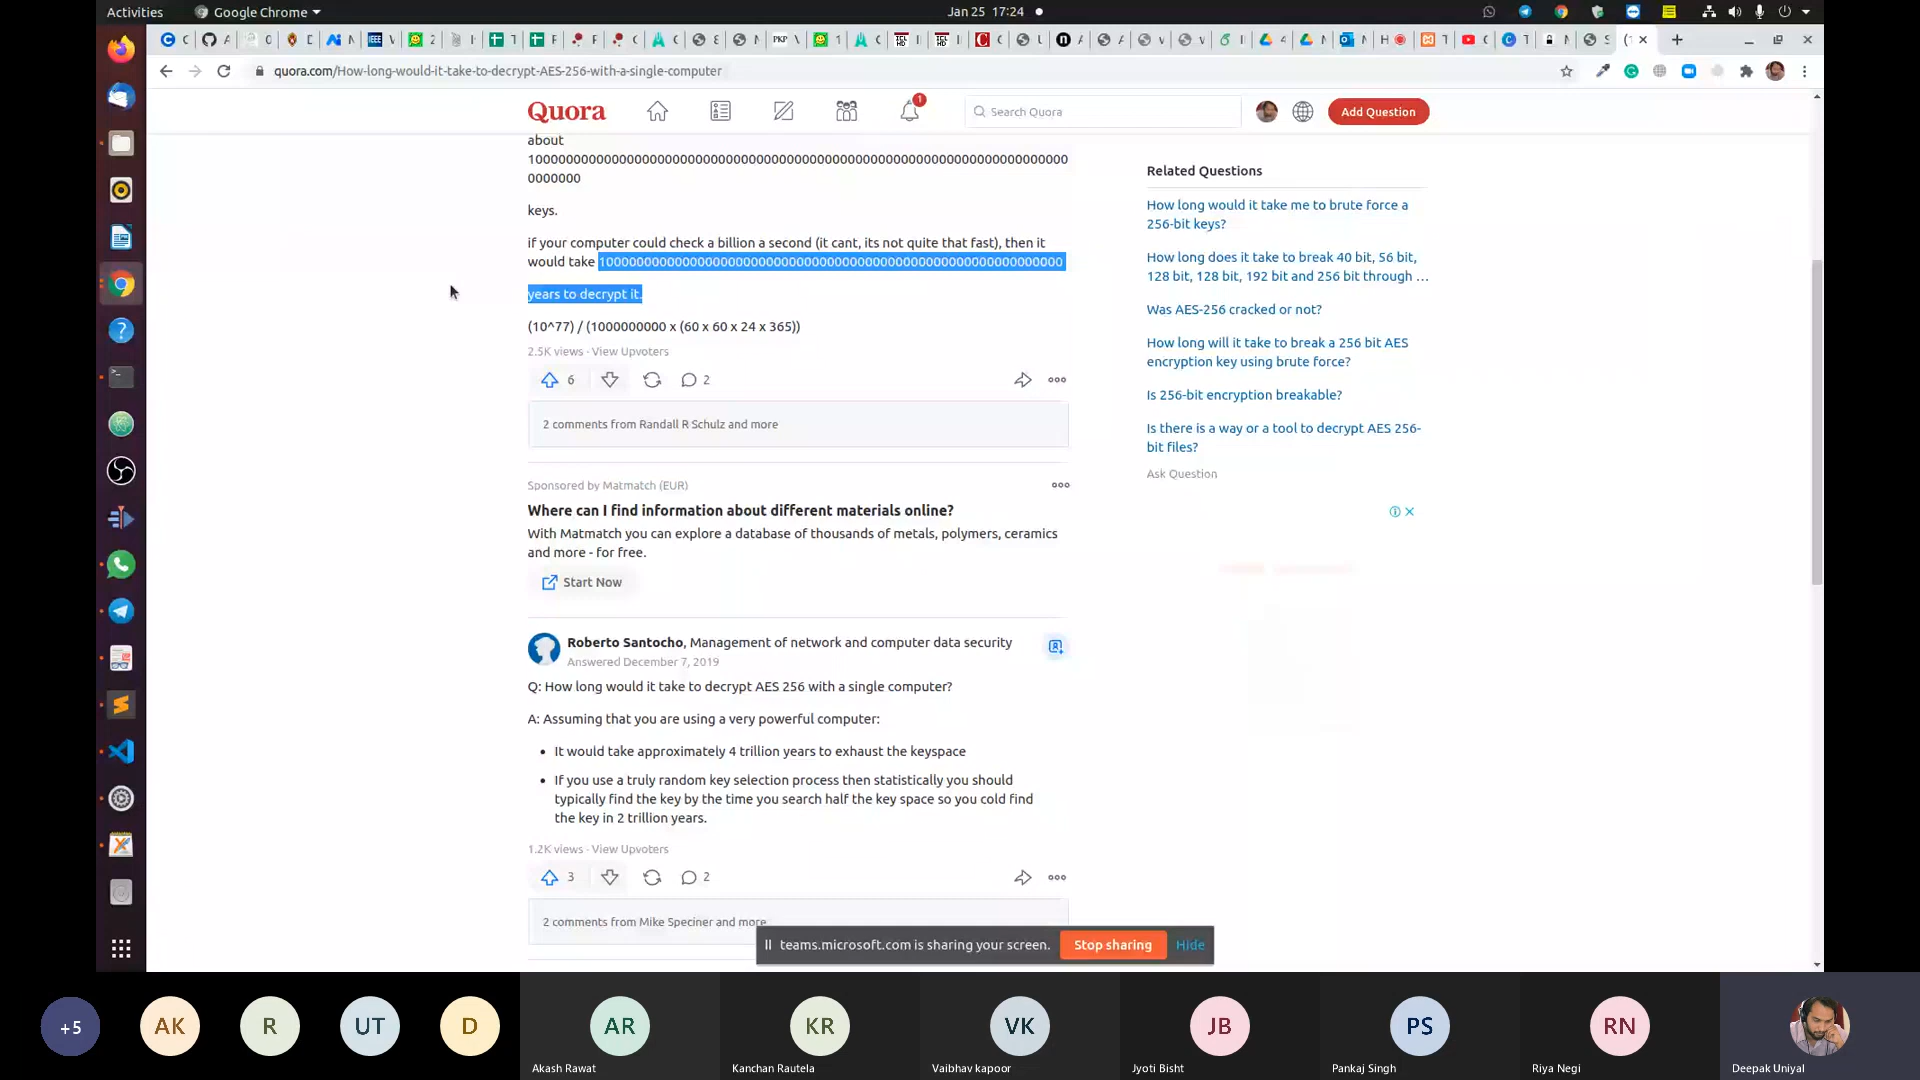 Activities
Google Chrome
Jan 25 17:24
quora.com/How-long-would-it-take-to-decrypt-AES-256-with-a-single-computer
Quora
1
Search Quora
Add Question
about
keys.
if your computer could check a billion a second (it cant, its not quite that fast), then it
would take
years to decrypt it.
(10^77) / (1000000000 x (60 x 60 x 24 x 365))
2.5K views · View Upvoters
6
2
2 comments from Randall R Schulz and more
Sponsored by Matmatch (EUR)
Where can I find information about different materials online?
With Matmatch you can explore a database of thousands of metals, polymers, ceramics
and more - for free.
Start Now
Roberto Santocho, Management of network and computer data security
Answered December 7, 2019
Q: How long would it take to decrypt AES 256 with a single computer?
A: Assuming that you are using a very powerful computer:
• It would take approximately 4 trillion years to exhaust the keyspace
• If you use a truly random key selection process then statistically you should
typically find the key by the time you search half the key space so you cold find
the key in 2 trillion years.
1.2K views · View Upvoters
3
2
2 comments from Mike Speciner and more
Related Questions
How long would it take me to brute force a
256-bit keys?
How long does it take to break 40 bit, 56 bit,
128 bit, 128 bit, 192 bit and 256 bit through ...
Was AES-256 cracked or not?
How long will it take to break a 256 bit AES
encryption key using brute force?
Is 256-bit encryption breakable?
Is there is a way or a tool to decrypt AES 256-
bit files?
Ask Question
teams.microsoft.com is sharing your screen.
Stop sharing
Hide
+5
AK
R
UT
D
AR
KR
VK
JB
PS
RN
Akash Rawat
Kanchan Rautela
Vaibhav kapoor
Jyoti Bisht
Pankaj Singh
Riya Negi
Deepak Uniyal